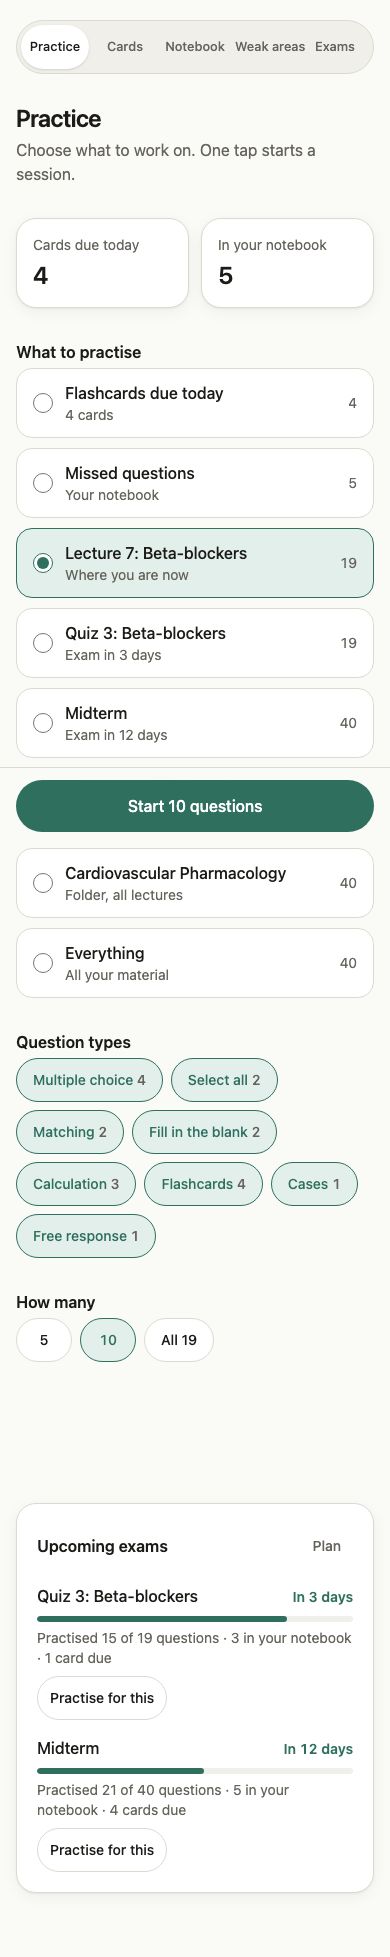 Practice Cards Notebook Weak areas Exams
Practice
Choose what to work on. One tap starts a
session.
Cards due today
4
In your notebook
5
What to practise
Flashcards due today
4 cards
4
Missed questions
Your notebook
5
Lecture 7: Beta-blockers
Where you are now
19
Quiz 3: Beta-blockers
Exam in 3 days
19
Midterm
Exam in 12 days
40
Start 10 questions
Cardiovascular Pharmacology
Folder, all lectures
40
Everything
All your material
40
Question types
Multiple choice 4
Select all 2
Matching 2
Fill in the blank 2
Calculation 3
Flashcards 4
Cases 1
Free response 1
How many
5
10
All 19
Upcoming exams
Plan
Quiz 3: Beta-blockers
In 3 days
Practised 15 of 19 questions · 3 in your notebook
· 1 card due
Practise for this
Midterm
In 12 days
Practised 21 of 40 questions · 5 in your
notebook · 4 cards due
Practise for this